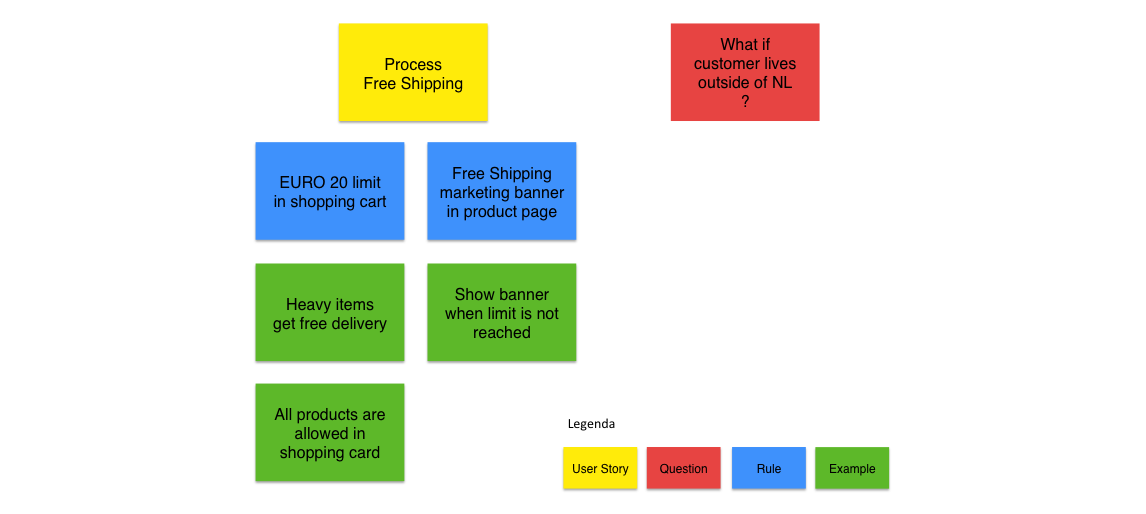 Process
Free Shipping
What if
customer lives
outside of NL
?
EURO 20 limit
in shopping cart
Free Shipping
marketing banner
in product page
Heavy items
get free delivery
Show banner
when limit is not
reached
All products are
allowed in
shopping card
Legenda
User Story
Question
Rule
Example